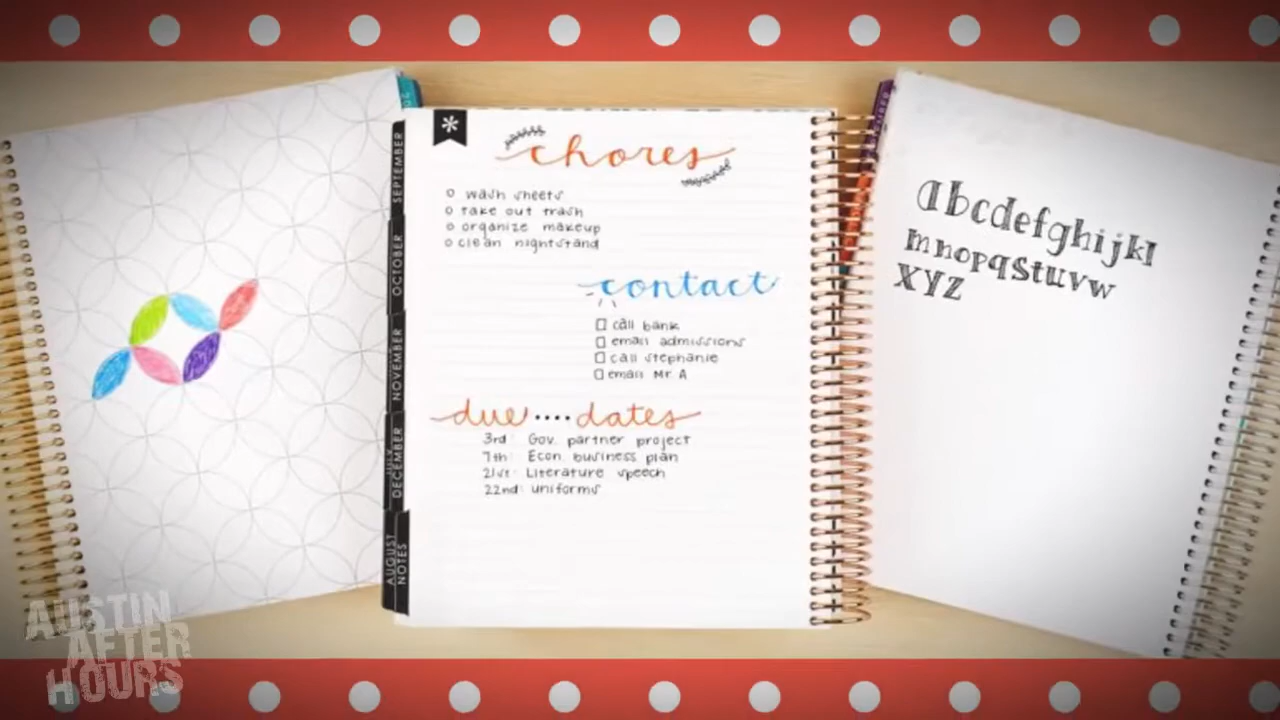 chores
o wash sheets
o take out trash
o organize makeup
o clean nightstand
contact
call bank
email admissions
call stephanie
email Mr. A
due .... dates
3rd: Gov. partner project
7th: Econ. business plan
21st: Literature speech
22nd: uniforms
SEPTEMBER
OCTOBER
NOVEMBER
DECEMBER
AUGUST
NOTES
abcdefghijkl
mnopqstuvw
XYZ
AUSTIN
AFTER
HOURS